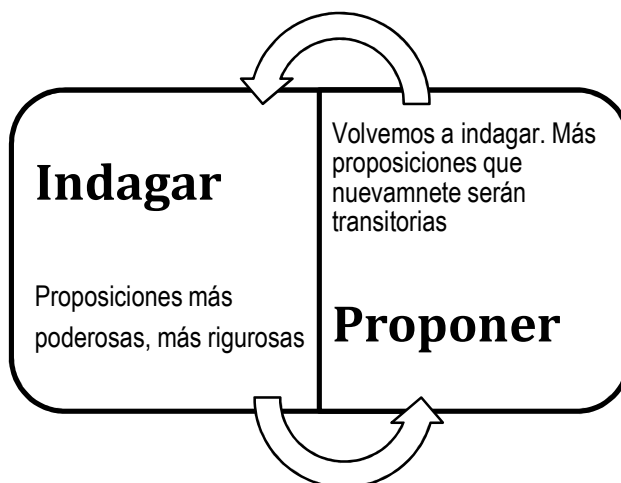 Indagar
Proposiciones más
poderosas, más rigurosas
Volvemos a indagar. Más
proposiciones que
nuevamnete serán
transitorias
Proponer